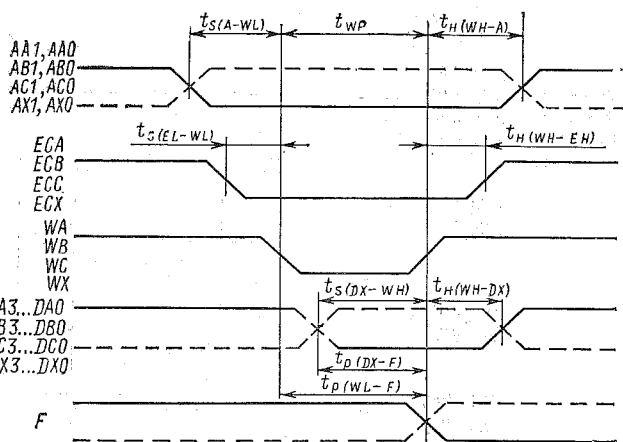 tS(A-WL) tWP tH(WH-A)
AA1, AA0
AB1, AB0
AC1, AC0
AX1, AX0
tS(EL-WL) tH(WH-EH)
ECA
ECB
ECC
ECX
WA
WB
WC
WX
tS(DX-WH) tH(WH-DX)
A3...DA0
B3...DB0
C3...DC0
X3...DX0
tP(DX-F)
tP(WL-F)
F